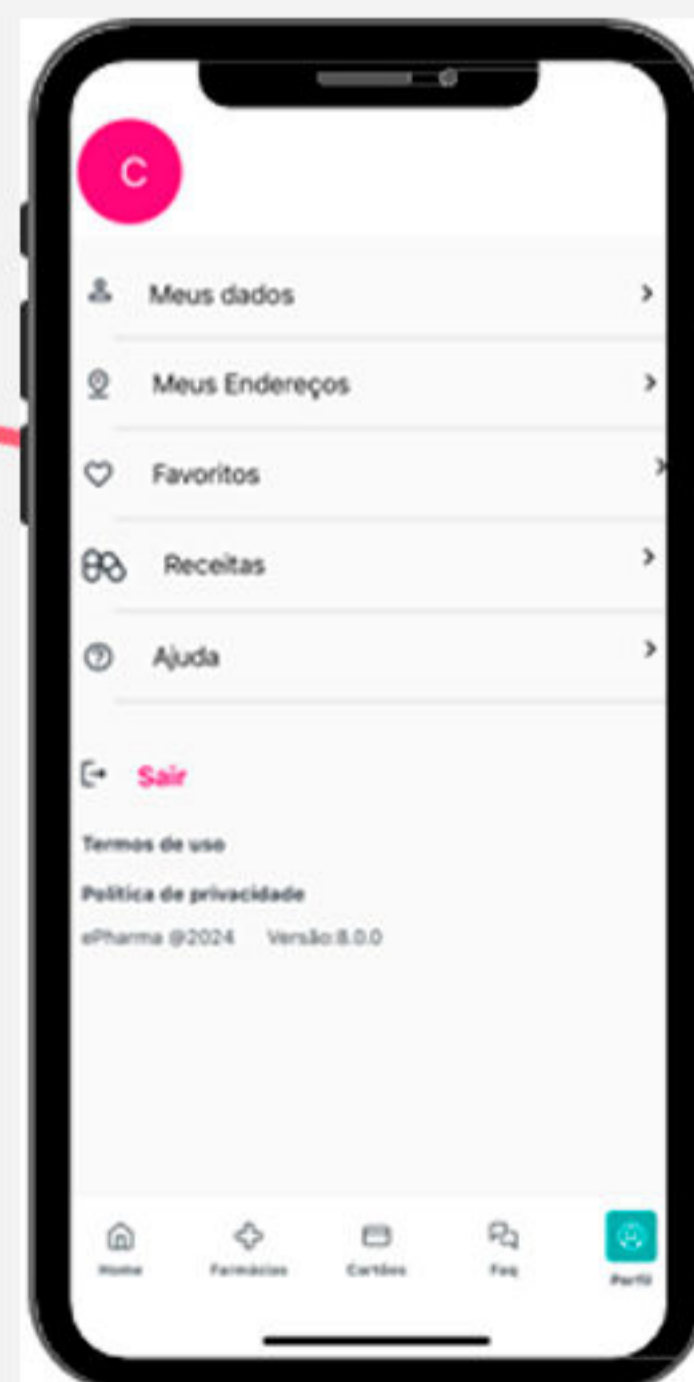 C
Meus dados
Meus Endereços
Favoritos
Receitas
Ajuda
Sair
Termos de uso
Política de privacidade
ePharma @2024 Versão:8.0.0
Home Farmácias Cartões Faq Perfil